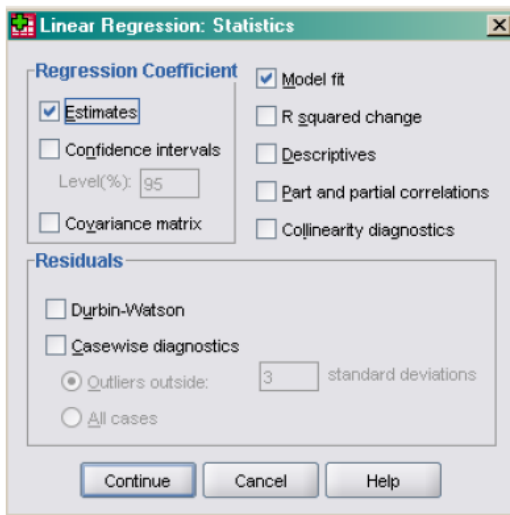 Linear Regression: Statistics
Regression Coefficient
Estimates
Confidence intervals
Level(%): 95
Covariance matrix
Model fit
R squared change
Descriptives
Part and partial correlations
Collinearity diagnostics
Residuals
Durbin-Watson
Casewise diagnostics
Outliers outside: 3 standard deviations
All cases
Continue Cancel Help